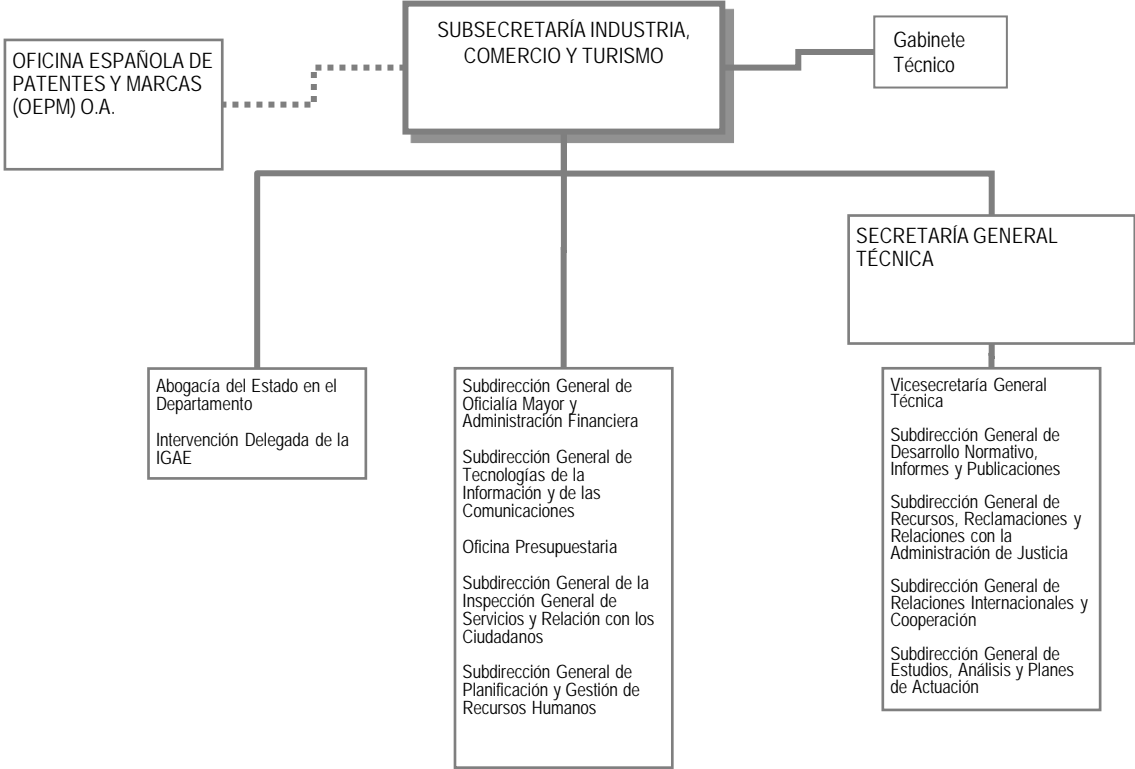 SUBSECRETARÍA INDUSTRIA,
COMERCIO Y TURISMO
OFICINA ESPAÑOLA DE
PATENTES Y MARCAS
(OEPM) O.A.
Gabinete
Técnico
SECRETARÍA GENERAL
TÉCNICA
Abogacía del Estado en el
Departamento
Intervención Delegada de la
IGAE
Subdirección General de
Oficialía Mayor y
Administración Financiera
Subdirección General de
Tecnologías de la
Información y de las
Comunicaciones
Oficina Presupuestaria
Subdirección General de la
Inspección General de
Servicios y Relación con los
Ciudadanos
Subdirección General de
Planificación y Gestión de
Recursos Humanos
Vicesecretaría General
Técnica
Subdirección General de
Desarrollo Normativo,
Informes y Publicaciones
Subdirección General de
Recursos, Reclamaciones y
Relaciones con la
Administración de Justicia
Subdirección General de
Relaciones Internacionales y
Cooperación
Subdirección General de
Estudios, Análisis y Planes
de Actuación